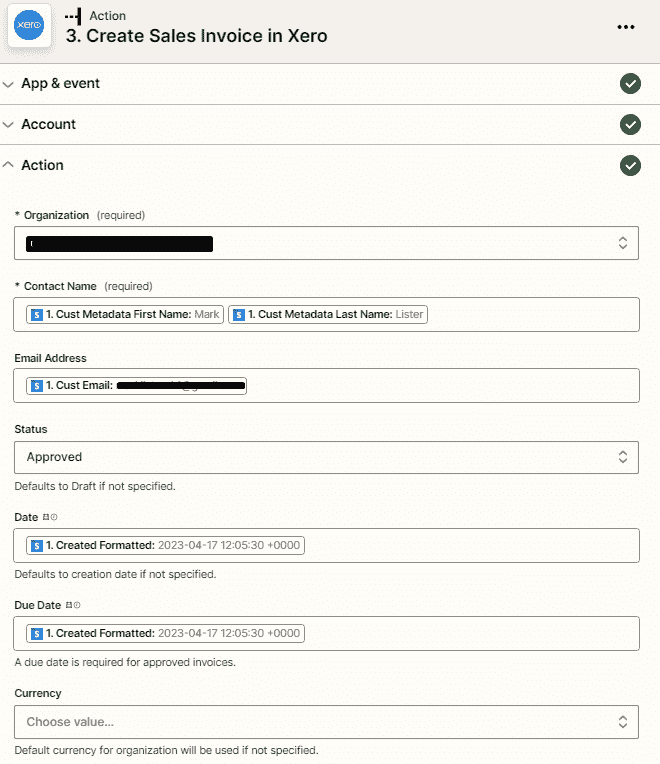 xero
Action
3. Create Sales Invoice in Xero
App & event
Account
Action
* Organization (required)
* Contact Name (required)
S 1. Cust Metadata First Name: Mark S 1. Cust Metadata Last Name: Lister
Email Address
S 1. Cust Email:
Status
Approved
Defaults to Draft if not specified.
Date
S 1. Created Formatted: 2023-04-17 12:05:30 +0000
Defaults to creation date if not specified.
Due Date
S 1. Created Formatted: 2023-04-17 12:05:30 +0000
A due date is required for approved invoices.
Currency
Choose value...
Default currency for organization will be used if not specified.